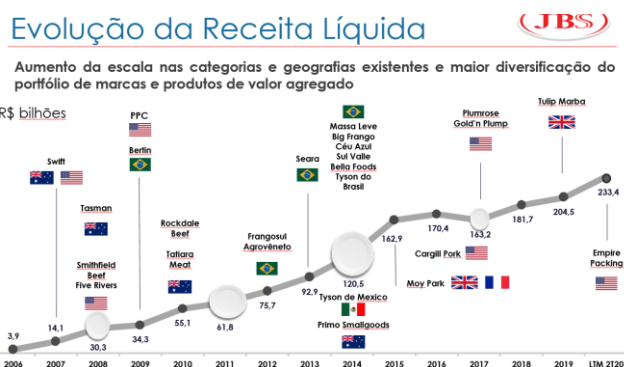 Evolução da Receita Líquida
JBS
Aumento da escala nas categorias e geografias existentes e maior diversificação do
portfólio de marcas e produtos de valor agregado
R$ bilhões
Swift
Tasman
Smithfield
Beef
Five Rivers
PPC
Bertin
Rockdale
Beef
Tatiara
Meat
Frangosul
Agrovêneto
Seara
Massa Leve
Big Frango
Céu Azul
Sul Valle
Bella Foods
Tyson do
Brasil
Tyson de Mexico
Primo Smallgoods
Cargill Pork
Moy Park
Plumrose
Gold'n Plump
Tulip Marba
Empire
Packing
3,9
14,1
30,3
34,3
55,1
61,8
75,7
92,9
120,5
162,9
170,4
163,2
181,7
204,5
233,4
2006 2007 2008 2009 2010 2011 2012 2013 2014 2015 2016 2017 2018 2019 LTM 2T20